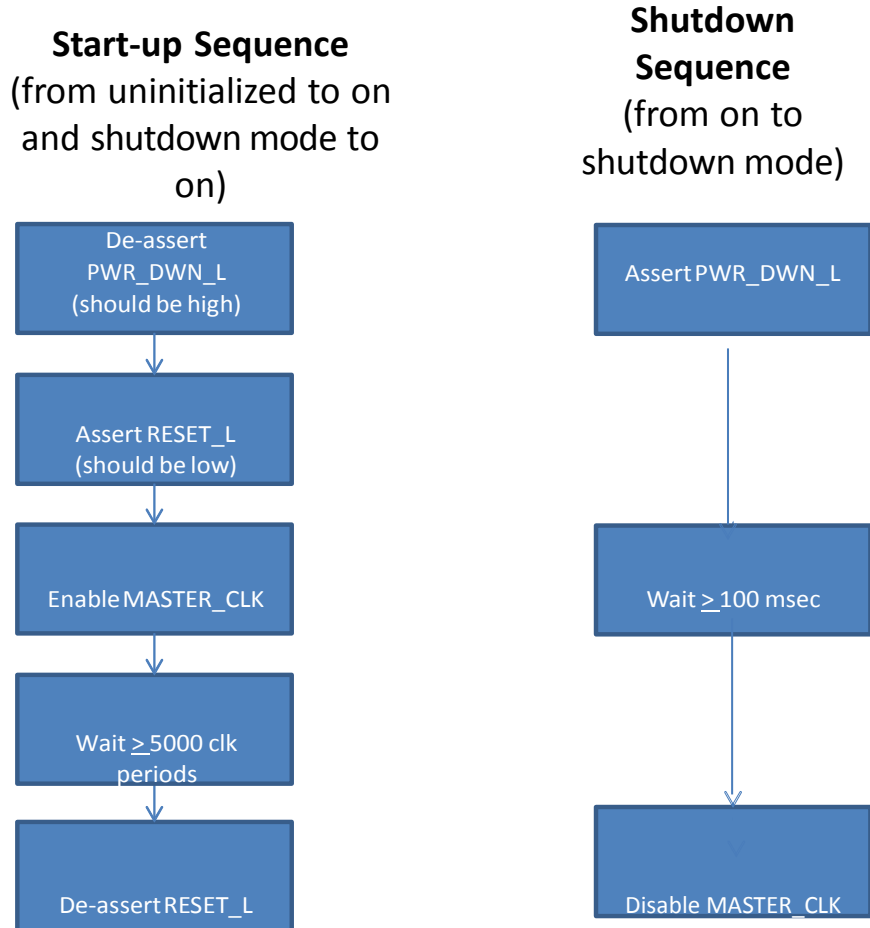 Start-up Sequence
(from uninitialized to on
and shutdown mode to
on)
De-assert
PWR_DWN_L
(should be high)
Assert RESET_L
(should be low)
Enable MASTER_CLK
Wait > 5000 clk
periods
De-assert RESET_L
Shutdown
Sequence
(from on to
shutdown mode)
Assert PWR_DWN_L
Wait > 100 msec
Disable MASTER_CLK